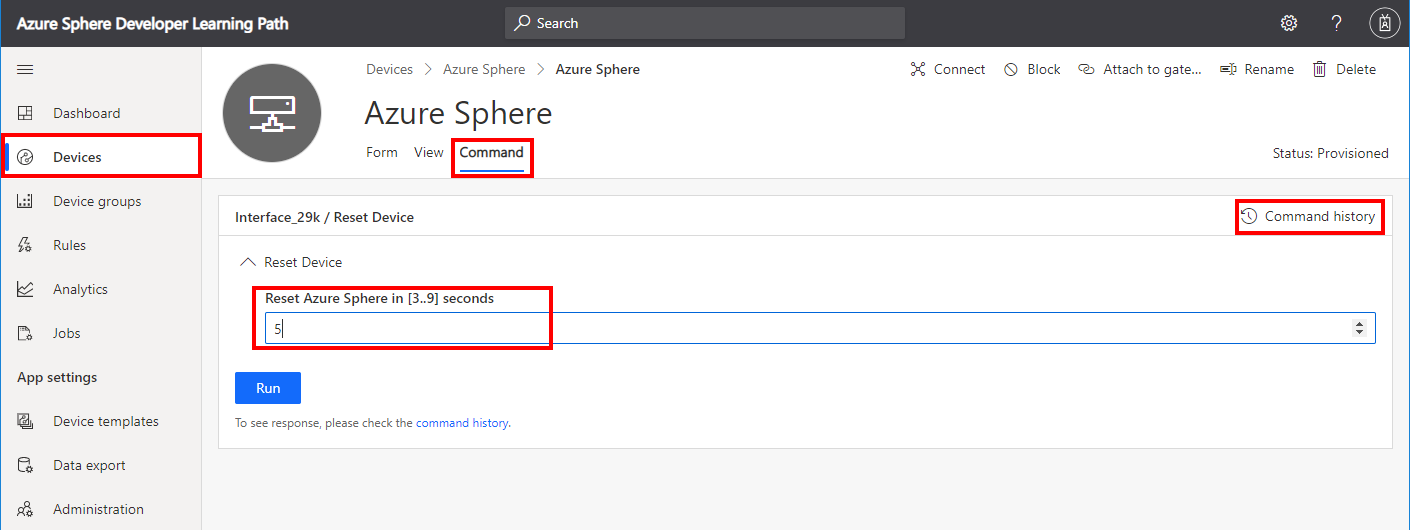 Azure Sphere Developer Learning Path
Search
?
Dashboard
Devices
Device groups
Rules
Analytics
Jobs
App settings
Device templates
Data export
Administration
Devices > Azure Sphere > Azure Sphere
Connect
Block
Attach to gate...
Rename
Delete
Azure Sphere
Form View Command
Status: Provisioned
Interface_29k / Reset Device
Command history
Reset Device
Reset Azure Sphere in [3..9] seconds
5
Run
To see response, please check the command history.